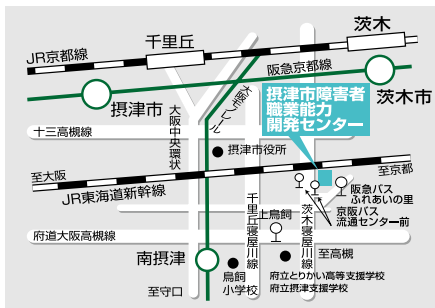 茨木
千里丘
JR京都線
阪急京都線
摂津市
茨木市
大阪モノレール
大阪中央環状
摂津市障害者
職業能力
開発センター
十三高槻線
摂津市役所
至大阪
至京都
JR東海道新幹線
阪急バス
ふれあいの里
京阪バス
流通センター前
千里丘寝屋川線
上鳥飼
茨木寝屋川線
府道大阪高槻線
南摂津
至高槻
鳥飼
小学校
府立とりかい高等支援学校
府立摂津支援学校
至守口